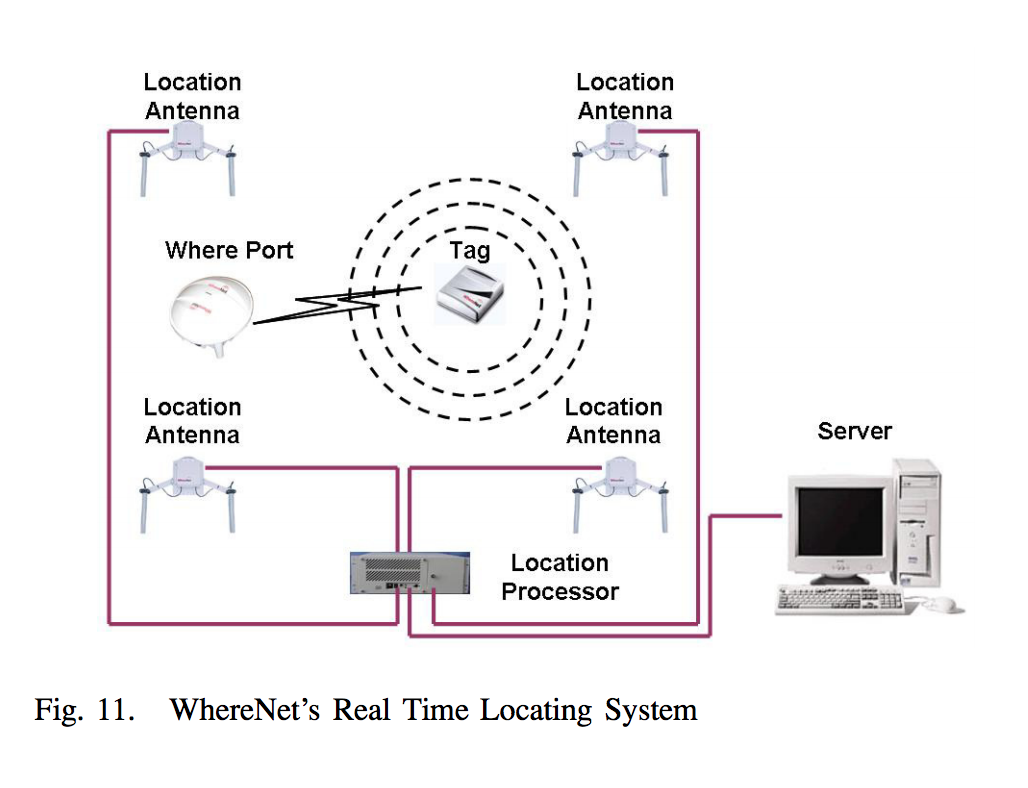 Location
Antenna
Location
Antenna
Where Port
Tag
Location
Antenna
Location
Antenna
Server
Location
Processor
Fig. 11. WhereNet's Real Time Locating System